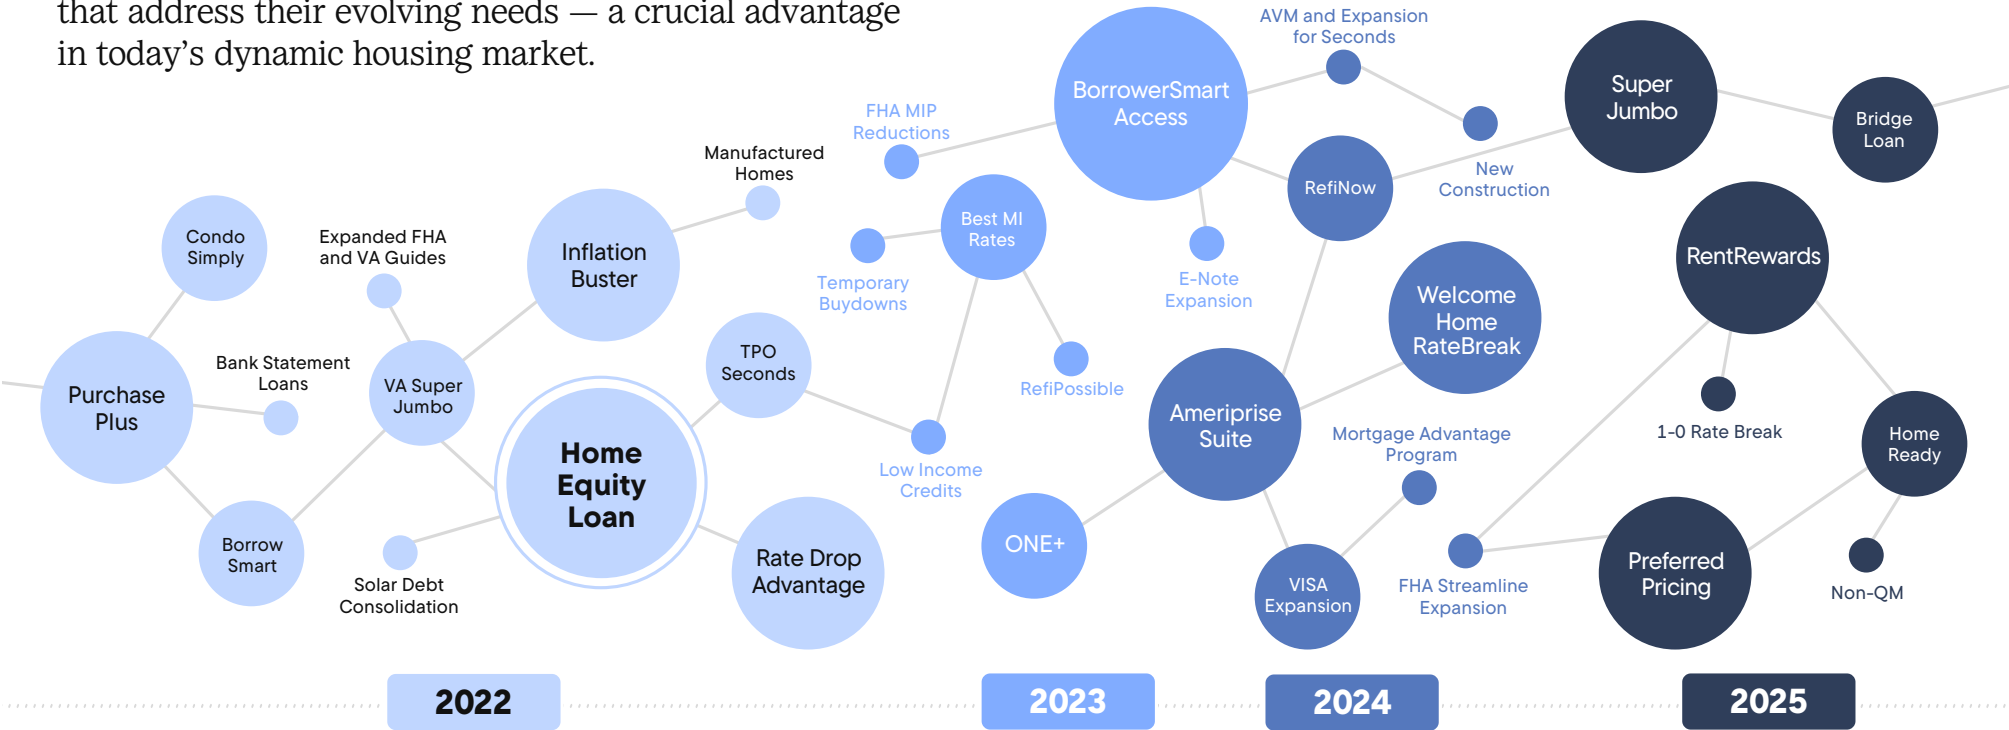 that address their evolving needs — a crucial advantage
in today’s dynamic housing market.
Condo
Simply
Purchase
Plus
Bank Statement
Loans
Borrow
Smart
Expanded FHA
and VA Guides
VA Super
Jumbo
Solar Debt
Consolidation
Inflation
Buster
Manufactured
Homes
Home
Equity
Loan
TPO
Seconds
Rate Drop
Advantage
FHA MIP
Reductions
Temporary
Buydowns
Best MI
Rates
Low Income
Credits
RefiPossible
ONE+
BorrowerSmart
Access
E-Note
Expansion
AVM and Expansion
for Seconds
New
Construction
RefiNow
Welcome
Home
RateBreak
Ameriprise
Suite
Mortgage Advantage
Program
VISA
Expansion
FHA Streamline
Expansion
Super
Jumbo
Bridge
Loan
RentRewards
1-0 Rate Break
Home
Ready
Preferred
Pricing
Non-QM
2022
2023
2024
2025